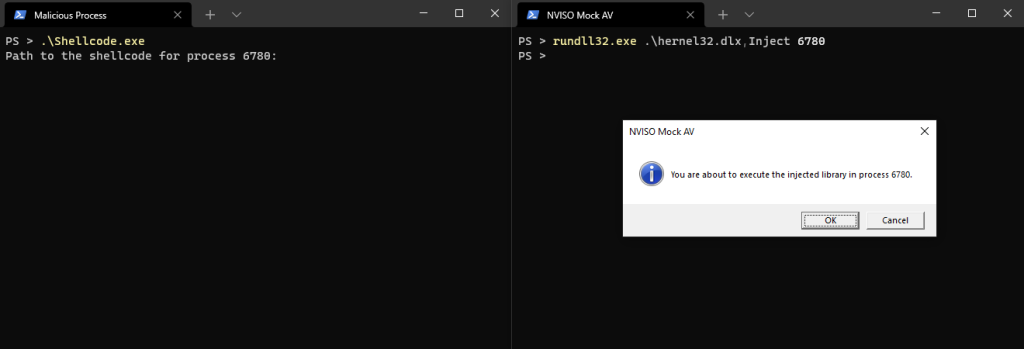 Malicious Process
PS > .\Shellcode.exe
Path to the shellcode for process 6780:
NVISO Mock AV
PS > rundll32.exe .\hernel32.dlx,Inject 6780
PS >
NVISO Mock AV
You are about to execute the injected library in process 6780.
OK
Cancel